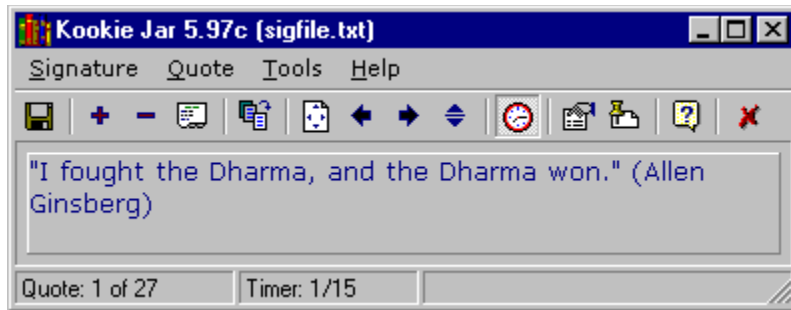 Kookie Jar 5.97c (sigfile.txt)
Signature Quote Tools Help
"I fought the Dharma, and the Dharma won." (Allen
Ginsberg)
Quote: 1 of 27 Timer: 1/15